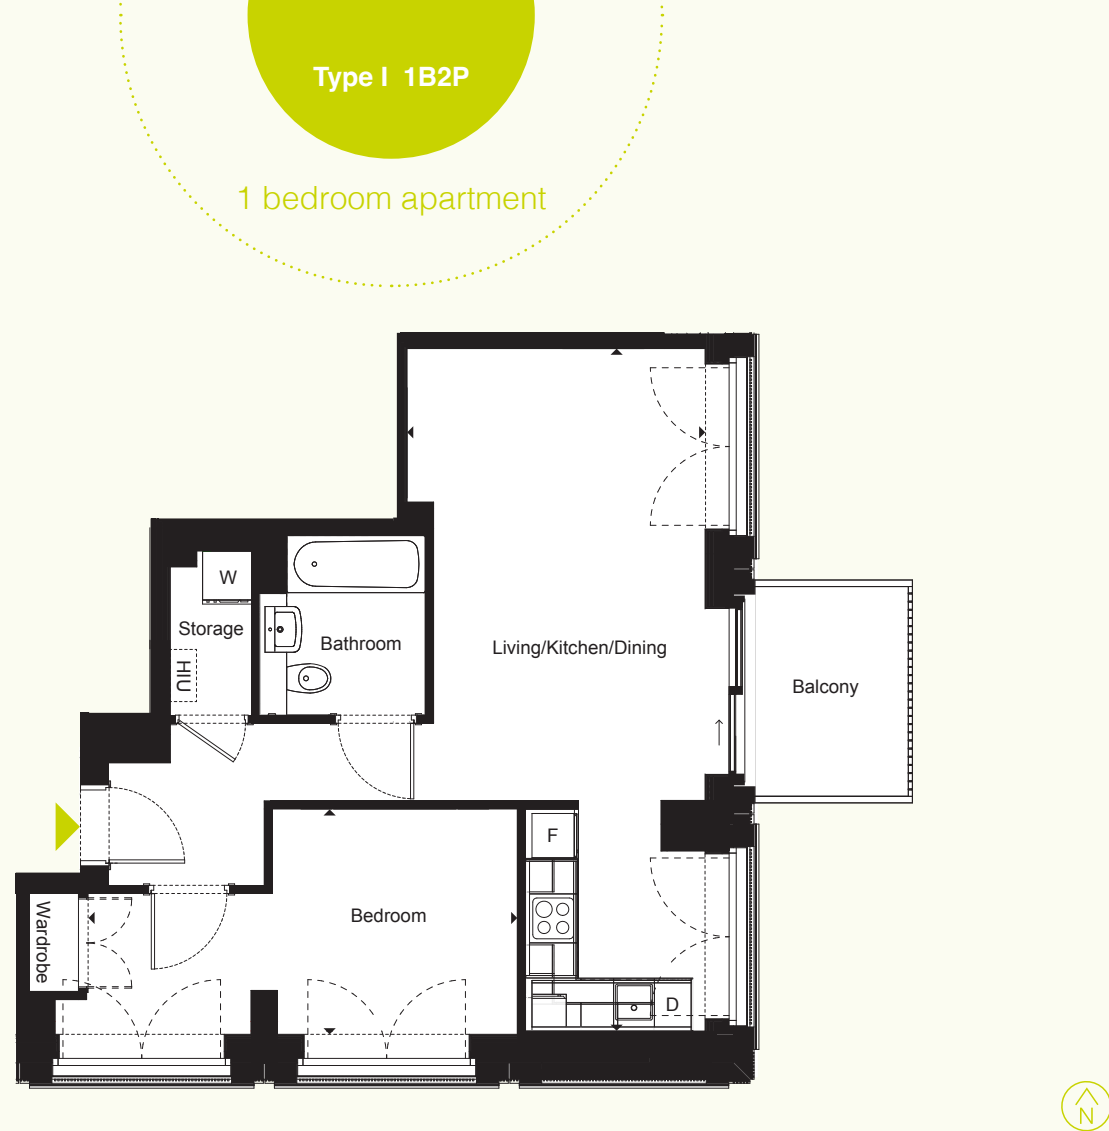 Type I 1B2P
1 bedroom apartment
W
Storage
HIU
Bathroom
Living/Kitchen/Dining
Balcony
F
Bedroom
Wardrobe
D
N